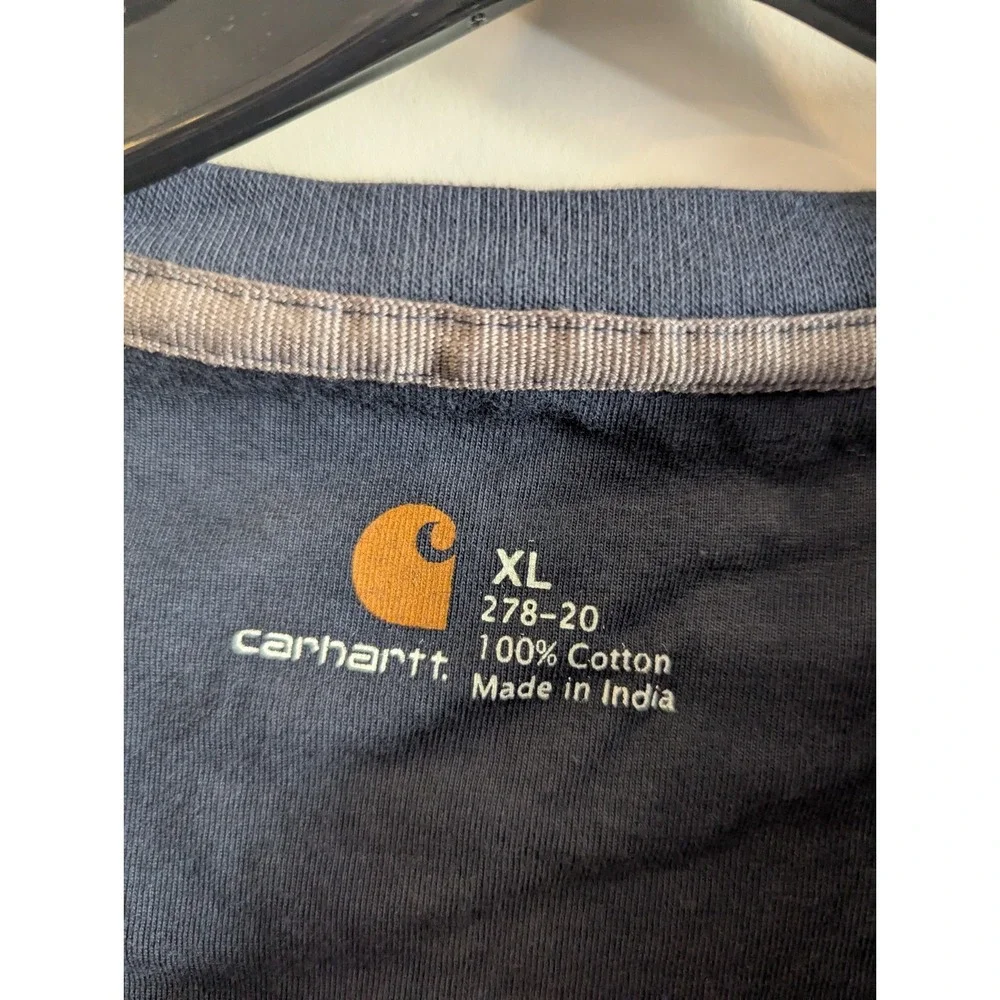 carhartt.
XL
278-20
100% Cotton
Made in India